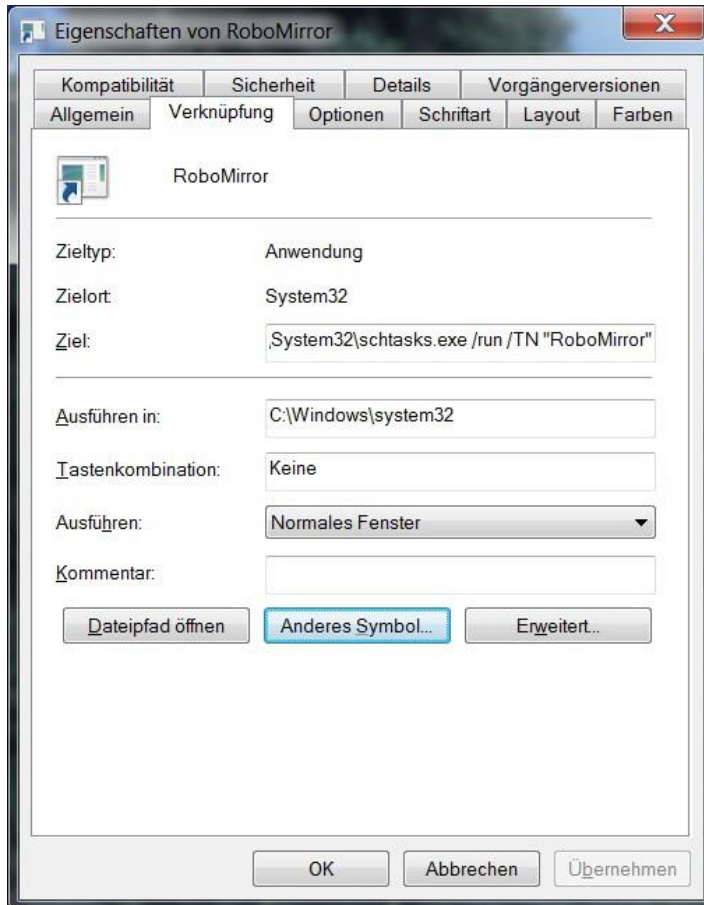 Eigenschaften von RoboMirror
Kompatibilität Sicherheit Details Vorgängerversionen
Allgemein Verknüpfung Optionen Schriftart Layout Farben
RoboMirror
Zieltyp: Anwendung
Zielort: System32
Ziel: System32\schtasks.exe /run /TN "RoboMirror"
Ausführen in: C:\Windows\system32
Tastenkombination: Keine
Ausführen: Normales Fenster
Kommentar:
Dateipfad öffnen Anderes Symbol... Erweitert...
OK Abbrechen Übernehmen